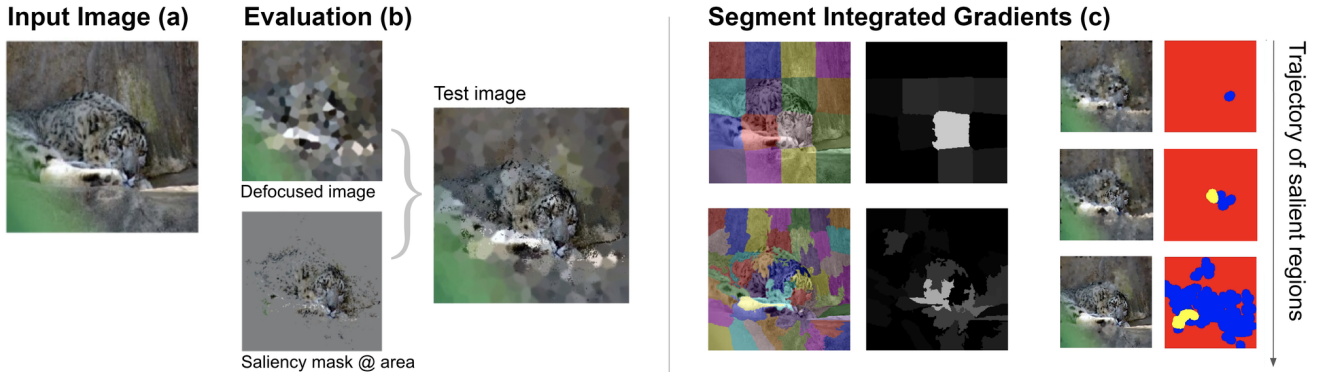 Input Image (a)
Evaluation (b)
Segment Integrated Gradients (c)
Test image
Defocused image
Saliency mask @ area
Trajectory of salient regions